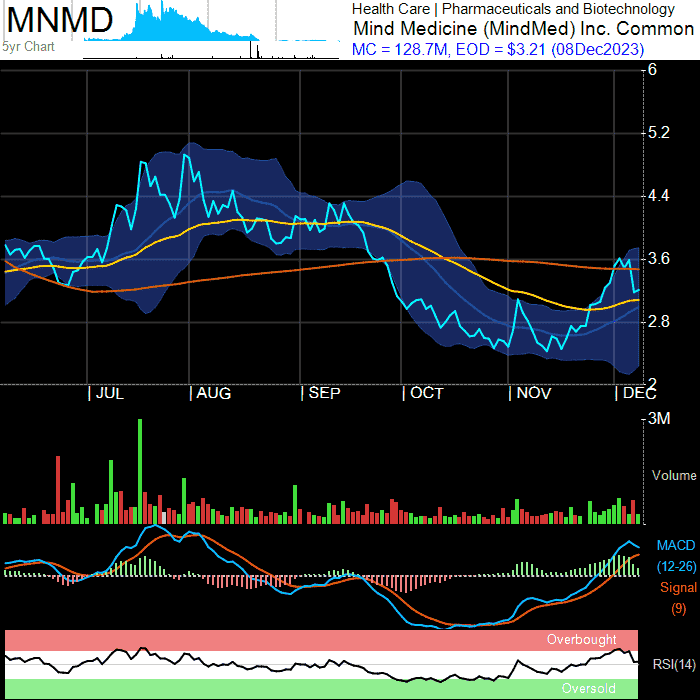 MNMD
5yr Chart
Health Care | Pharmaceuticals and Biotechnology
Mind Medicine (MindMed) Inc. Common
MC = 128.7M, EOD = $3.21 (08Dec2023)
6
5.2
4.4
3.6
2.8
2
| JUL | AUG | SEP | OCT | NOV | DEC
3M
Volume
MACD
(12-26)
Signal
(9)
Overbought
RSI(14)
Oversold